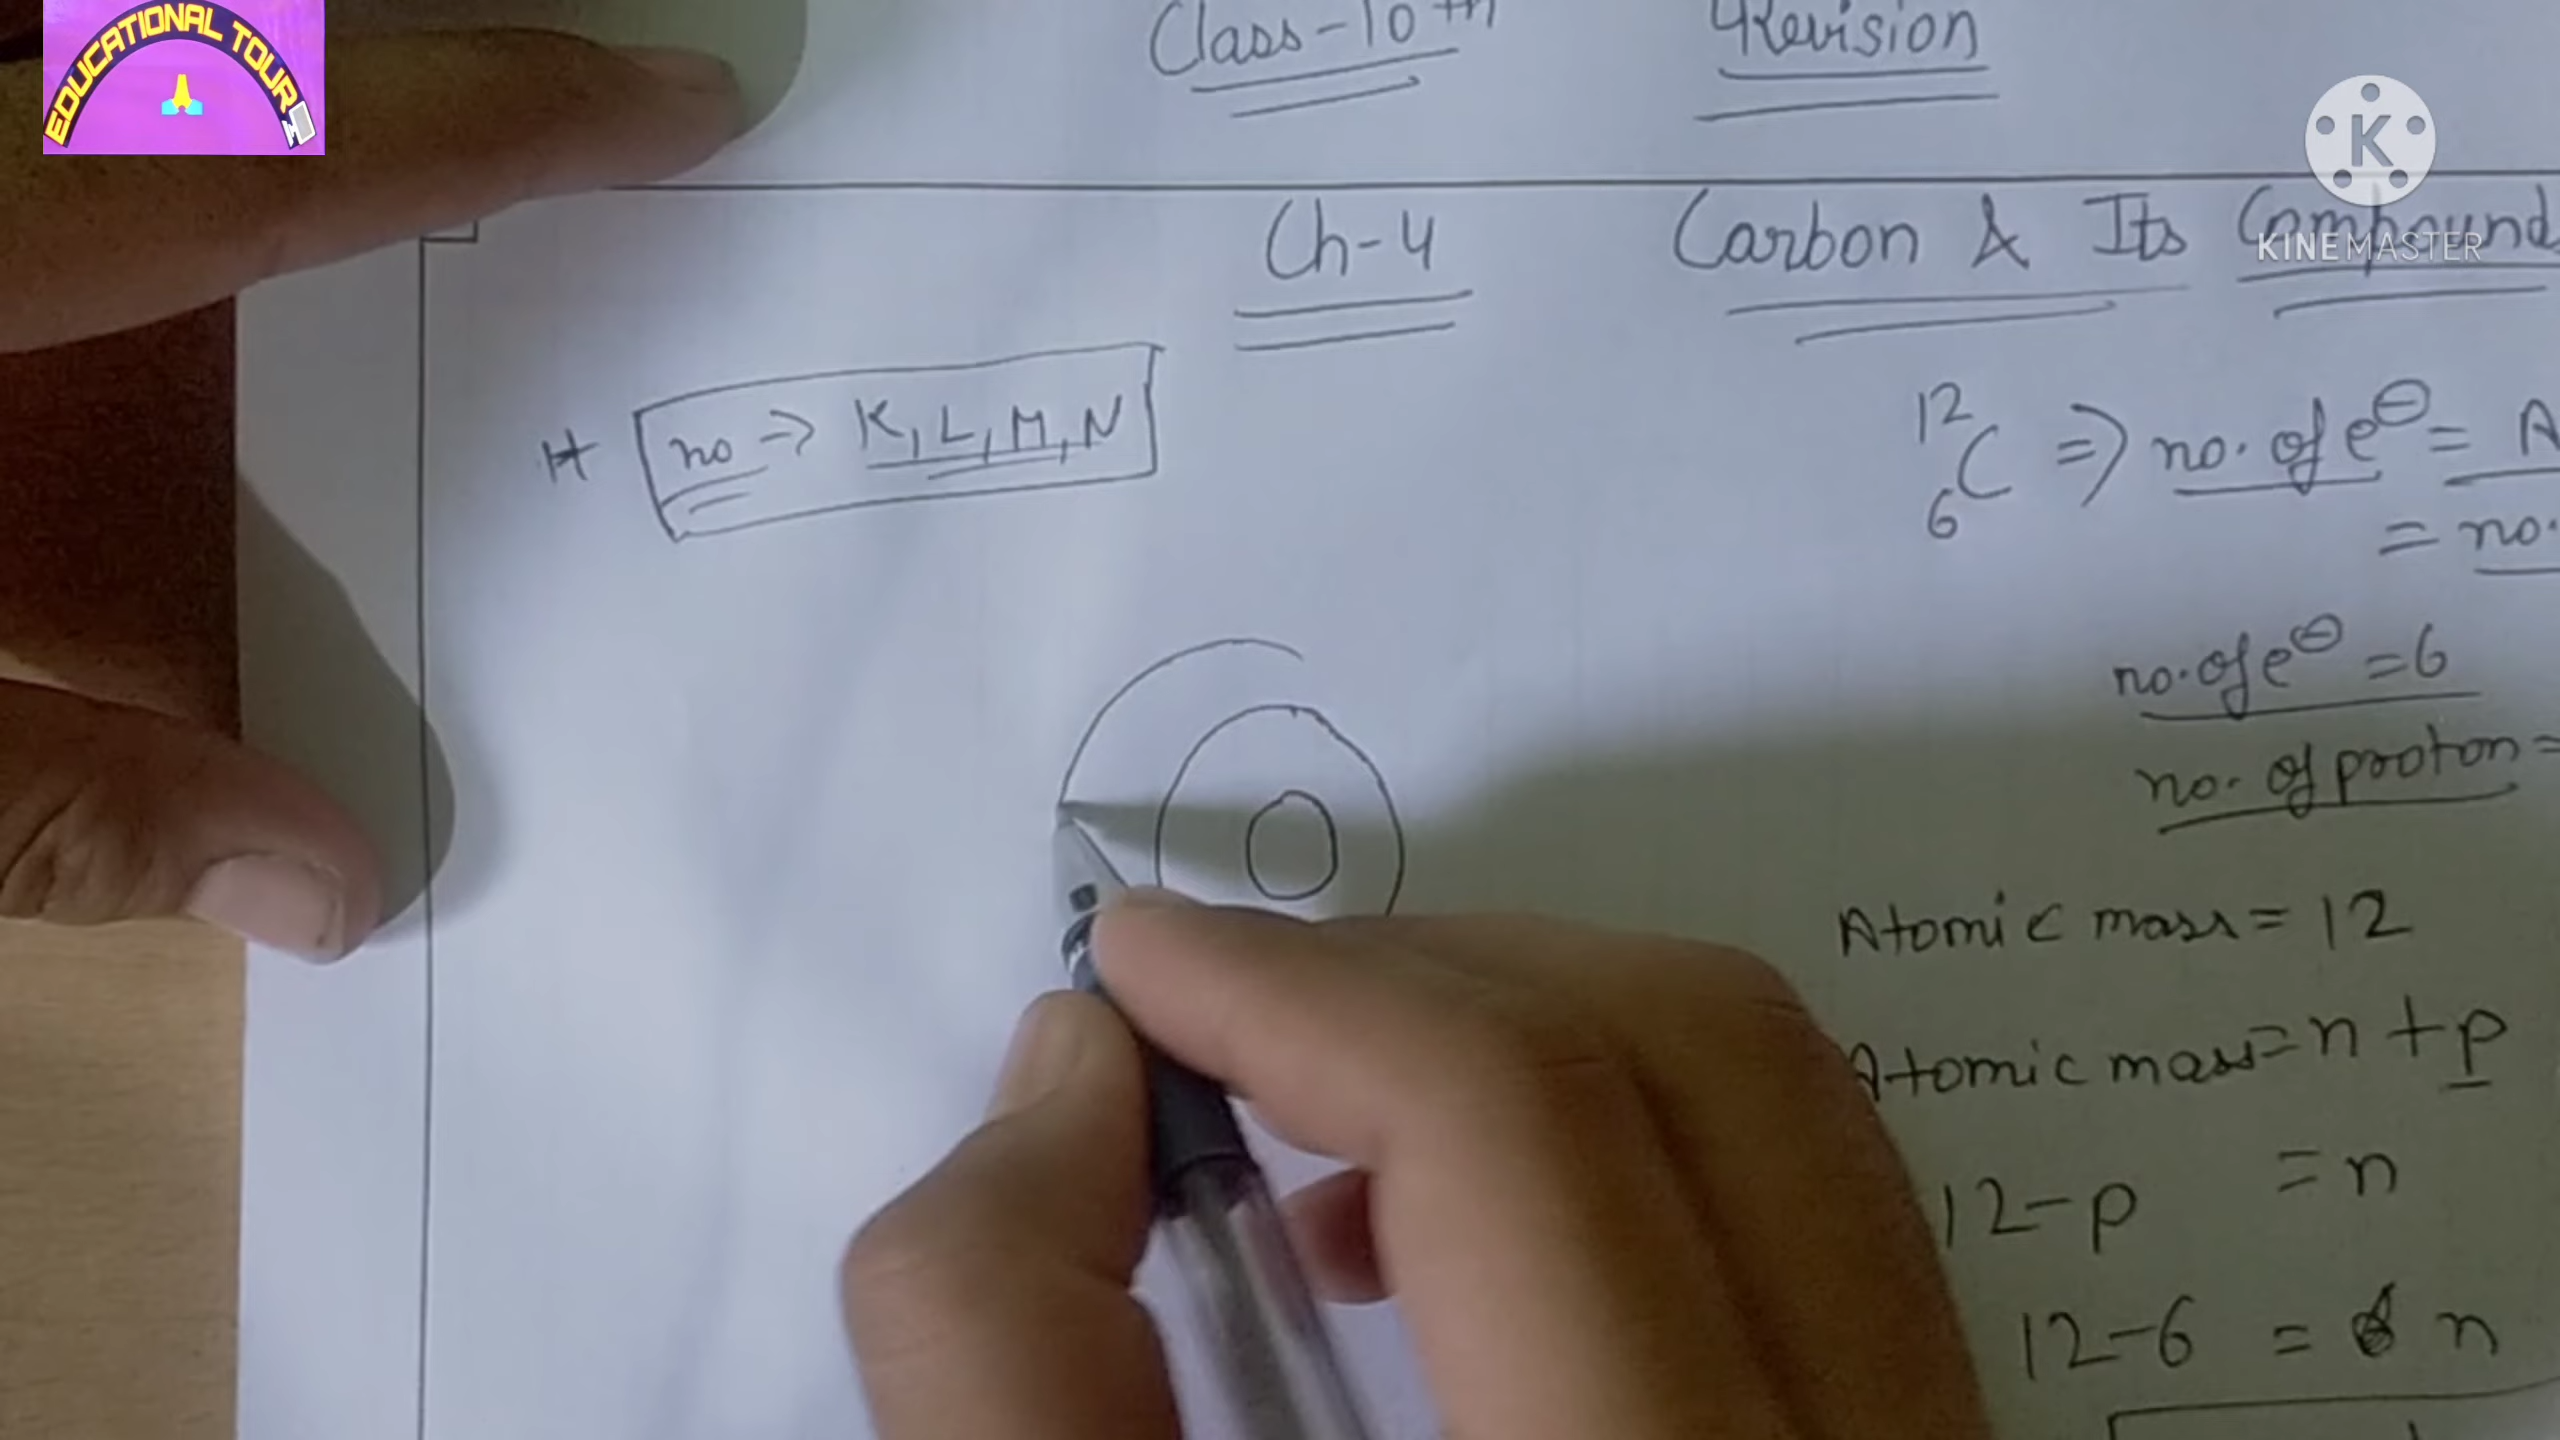 EDUCATIONAL TOUR
Class-10th Revision
K
KINEMASTER
Ch-4 Carbon & Its Compound
no → K, L, M, N
12
6 C ⇒ no. of e⊖ = A
= no.
no. of e⊖ = 6
no. of proton =
Atomic mass = 12
Atomic mass = n + p
12 - p = n
12 - 6 = n